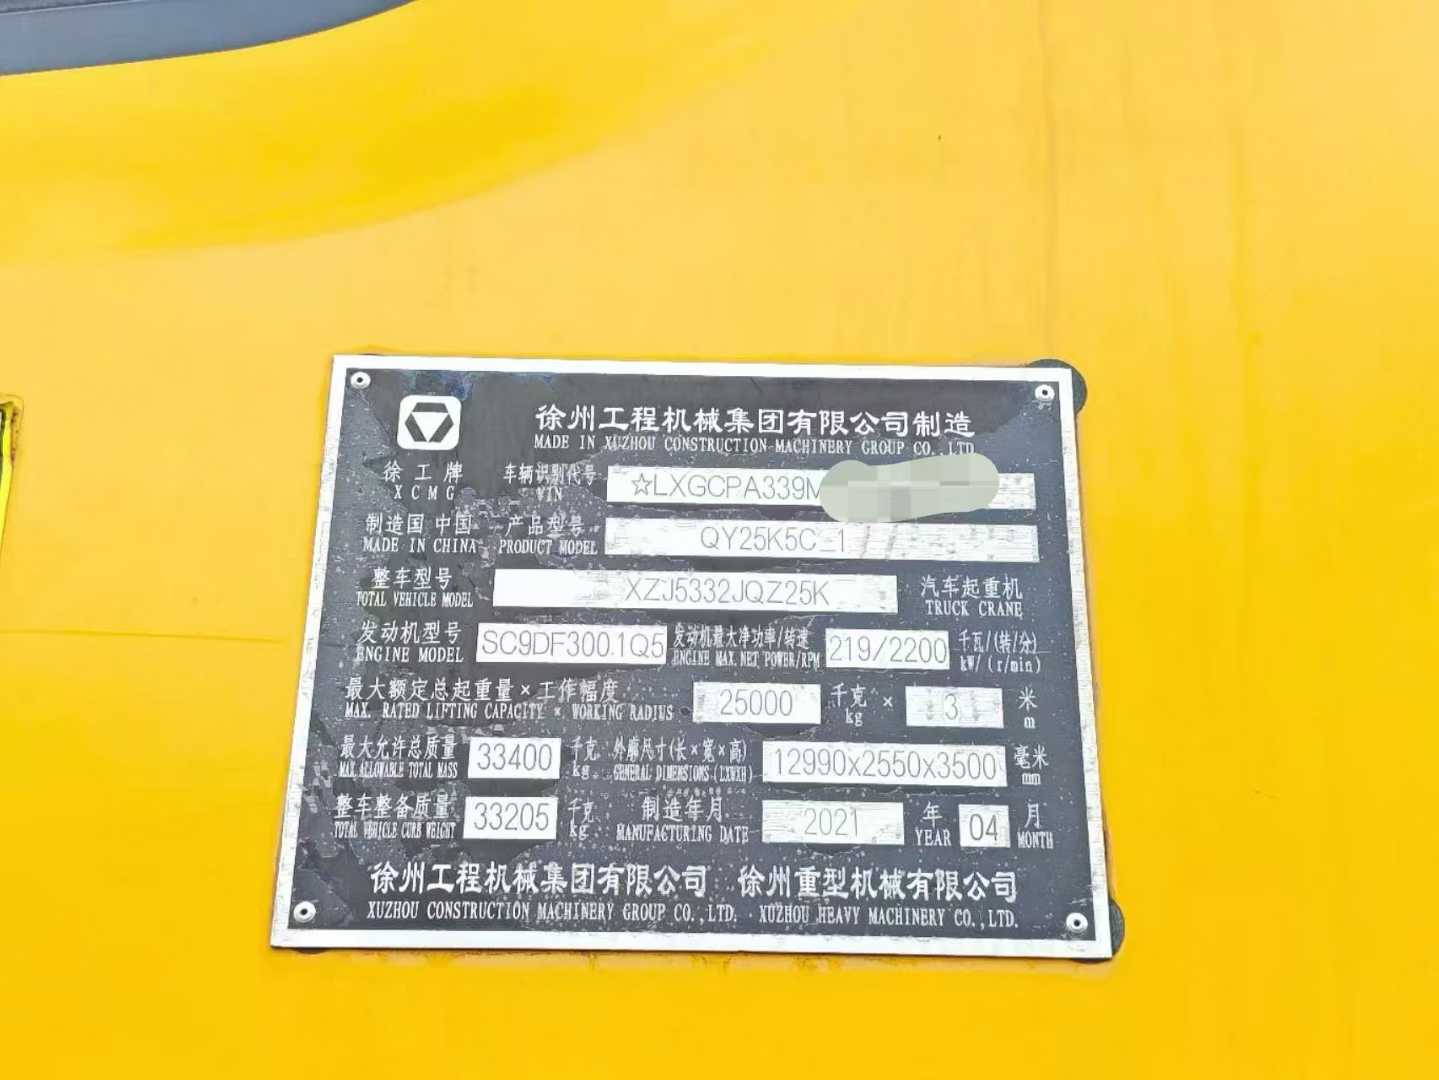 徐州工程机械集团有限公司制造
MADE IN XUZHOU CONSTRUCTION MACHINERY GROUP CO.,LTD
徐工牌 车辆识别代号 ☆LXGCPA339M
XCMG VIN
制造国 中国 产品型号 QY25K5C_1
MADE IN CHINA PRODUCT MODEL
整车型号 XZJ5332JQZ25K 汽车起重机
TOTAL VEHICLE MODEL TRUCK CRANE
发动机型号 SC9DF300.1Q5 发动机最大净功率/转速 219/2200 千瓦/(转/分)
ENGINE MODEL ENGINE MAX.NET POWER/RPM kW/(r/min)
最大额定总起重量×工作幅度 25000 千克 × 3 米
MAX. RATED LIFTING CAPACITY × WORKING RADIUS kg m
最大允许总质量 33400 千克 外廓尺寸(长×宽×高) 12990x2550x3500 毫米
MAX.ALLOWABLE TOTAL MASS kg GENERAL DIMENSIONS(LXWXH) mm
整车整备质量 33205 千克 制造年月 2021 年 04 月
TOTAL VEHICLE CURB WEIGHT kg MANUFACTURING DATE YEAR MONTH
徐州工程机械集团有限公司 徐州重型机械有限公司
XUZHOU CONSTRUCTION MACHINERY GROUP CO.,LTD. XUZHOU HEAVY MACHINERY CO.,LTD.